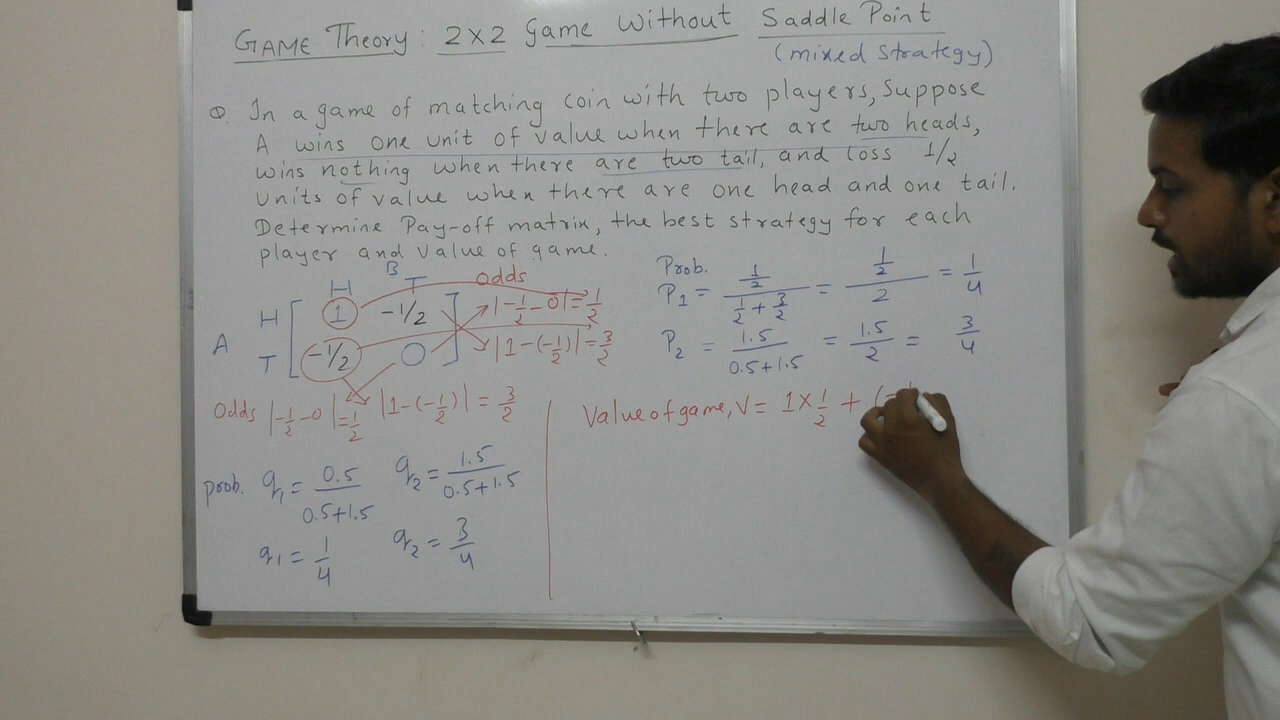 GAME Theory: 2X2 Game Without Saddle Point
(mixed strategy)
Q. In a game of matching coin with two players, Suppose
A wins one unit of value when there are two heads,
wins nothing when there are two tail, and loss 1/2
units of value when there are one head and one tail.
Determine Pay-off matrix, the best strategy for each
player and Value of game.
B
H T Odds
H [ 1 -1/2 ] |-1/2 - 0| = 1/2
A
T [ -1/2 0 ] |1-(-1/2)| = 3/2
Odds |-1/2 - 0| = 1/2 |1-(-1/2)| = 3/2
prob. q1 = 0.5/(0.5+1.5) q2 = 1.5/(0.5+1.5)
q1 = 1/4 q2 = 3/4
Prob.
P1 = (1/2)/(1/2 + 3/2) = (1/2)/2 = 1/4
P2 = 1.5/(0.5+1.5) = 1.5/2 = 3/4
Value of game, V = 1 X 1/2 + (-